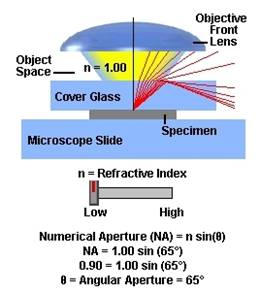 Objective
Front
Lens
Object
Space
n = 1.00
Cover Glass
Specimen
Microscope Slide
n = Refractive Index
Low High
Numerical Aperture (NA) = n sin(θ)
NA = 1.00 sin (65°)
0.90 = 1.00 sin (65°)
θ = Angular Aperture = 65°